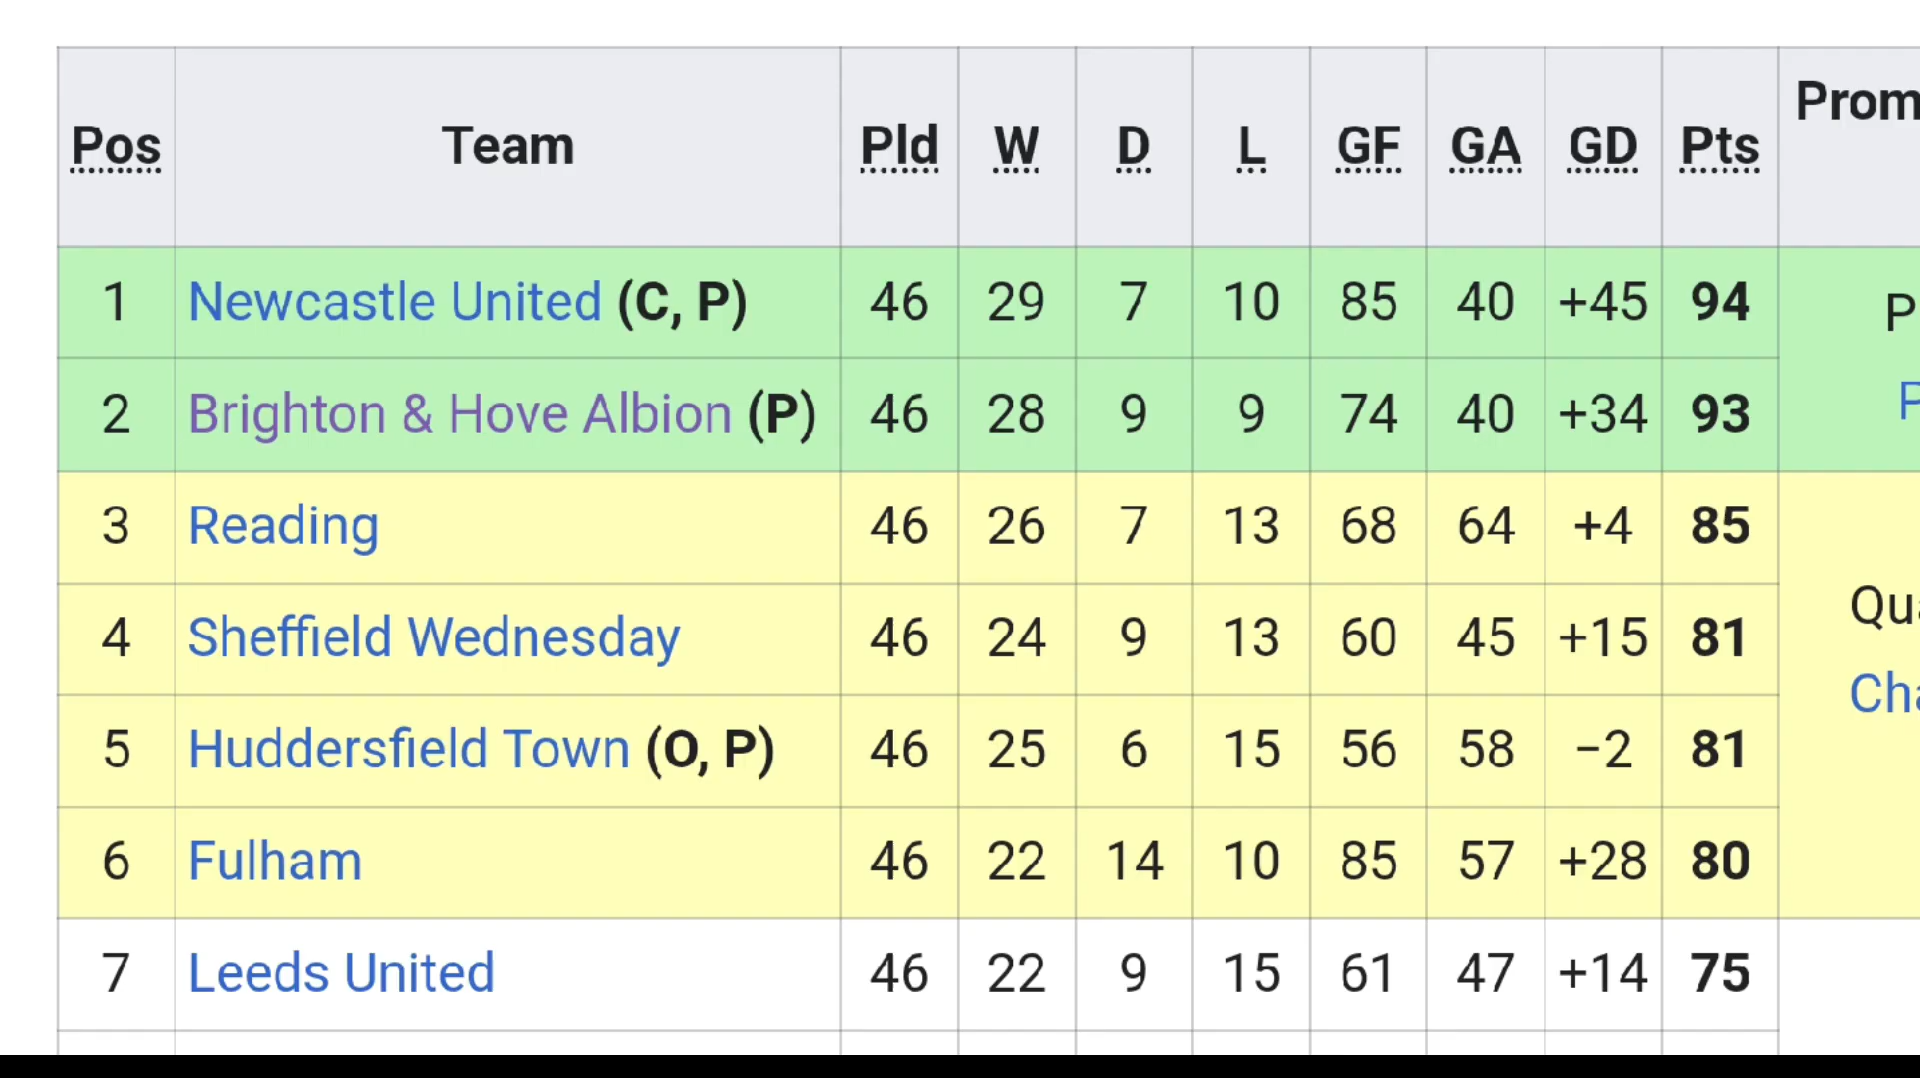 Pos Team Pld W D L GF GA GD Pts Prom
1 Newcastle United (C, P) 46 29 7 10 85 40 +45 94 P
2 Brighton & Hove Albion (P) 46 28 9 9 74 40 +34 93 P
3 Reading 46 26 7 13 68 64 +4 85
4 Sheffield Wednesday 46 24 9 13 60 45 +15 81 Qua
5 Huddersfield Town (O, P) 46 25 6 15 56 58 −2 81 Cha
6 Fulham 46 22 14 10 85 57 +28 80
7 Leeds United 46 22 9 15 61 47 +14 75